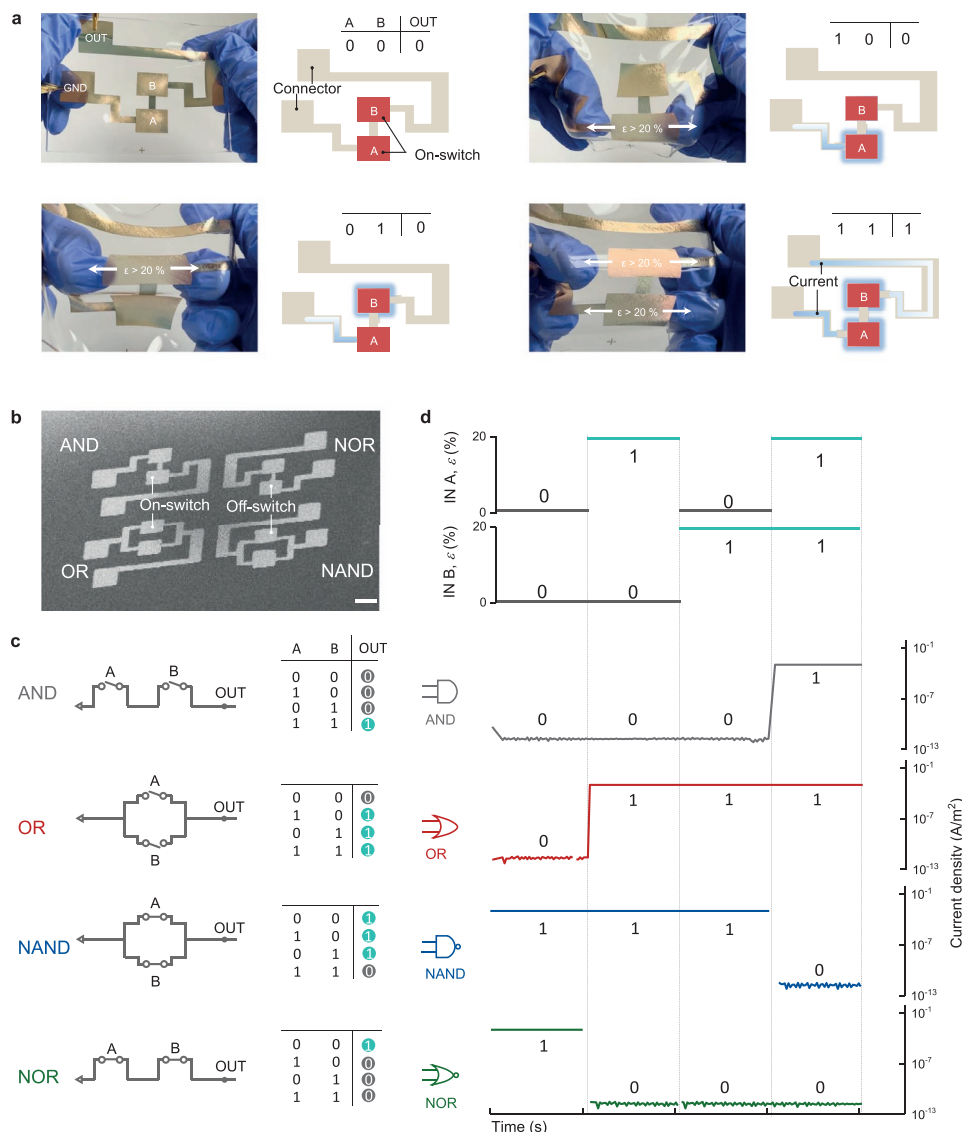 a
OUT
GND
B
A
A B OUT
0 0 0
Connector
B
A
On-switch
ε > 20 %
1 0 0
B
A
ε > 20 %
0 1 0
B
A
ε > 20 %
ε > 20 %
1 1 1
Current
B
A
b
AND
NOR
On-switch
Off-switch
OR
NAND
c
AND
A B
OUT
A B OUT
0 0 0
1 0 0
0 1 0
1 1 1
OR
A
OUT
B
0 0 0
1 0 1
0 1 1
1 1 1
NAND
A
OUT
B
0 0 1
1 0 1
0 1 1
1 1 0
NOR
A B
OUT
0 0 1
1 0 0
0 1 0
1 1 0
d
IN A, ε (%)
20
0
0 1 0 1
IN B, ε (%)
20
0
0 0 1 1
AND
0 0 0 1
10⁻¹
10⁻⁷
10⁻¹³
OR
0 1 1 1
10⁻¹
10⁻⁷
10⁻¹³
NAND
1 1 1 0
10⁻¹
10⁻⁷
10⁻¹³
NOR
1 0 0 0
10⁻¹
10⁻⁷
10⁻¹³
Current density (A/m²)
Time (s)